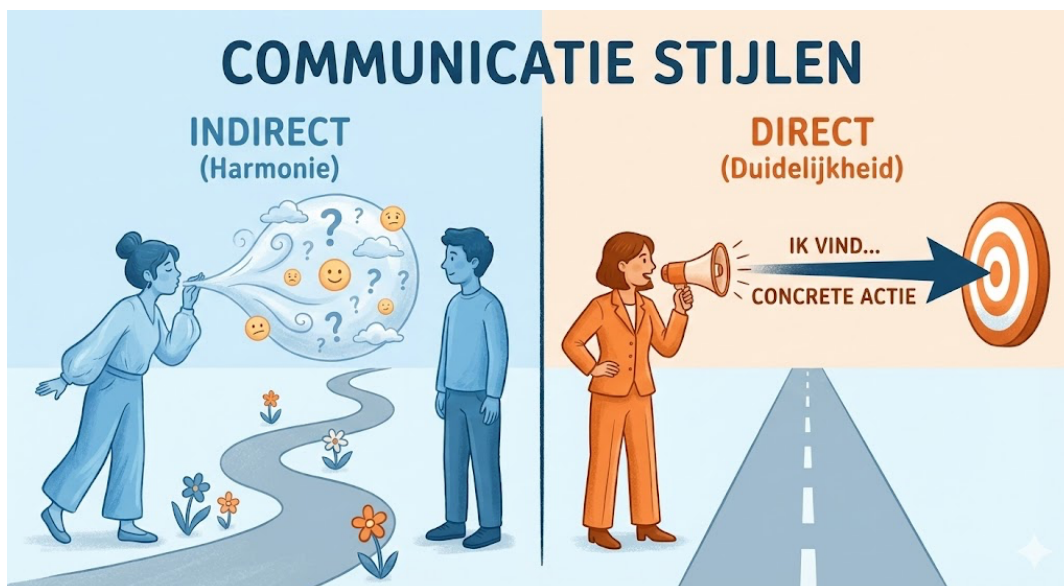 COMMUNICATIE STIJLEN
INDIRECT
(Harmonie)
? ? ? ? ? ? ? ?
DIRECT
(Duidelijkheid)
IK VIND...
CONCRETE ACTIE